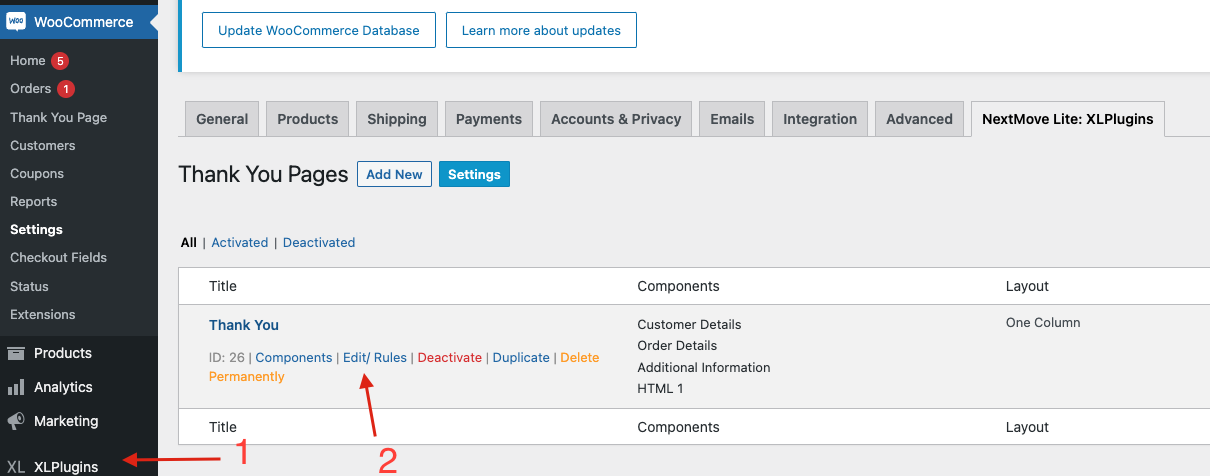 Woo WooCommerce
Home 5
Orders 1
Thank You Page
Customers
Coupons
Reports
Settings
Checkout Fields
Status
Extensions
Products
Analytics
Marketing
XL XLPlugins
1
Update WooCommerce Database Learn more about updates
General Products Shipping Payments Accounts & Privacy Emails Integration Advanced NextMove Lite: XLPlugins
Thank You Pages Add New Settings
All | Activated | Deactivated
Title Components Layout
Thank You
ID: 26 | Components | Edit/ Rules | Deactivate | Duplicate | Delete
Permanently
Customer Details
Order Details
Additional Information
HTML 1
One Column
Title Components Layout
2